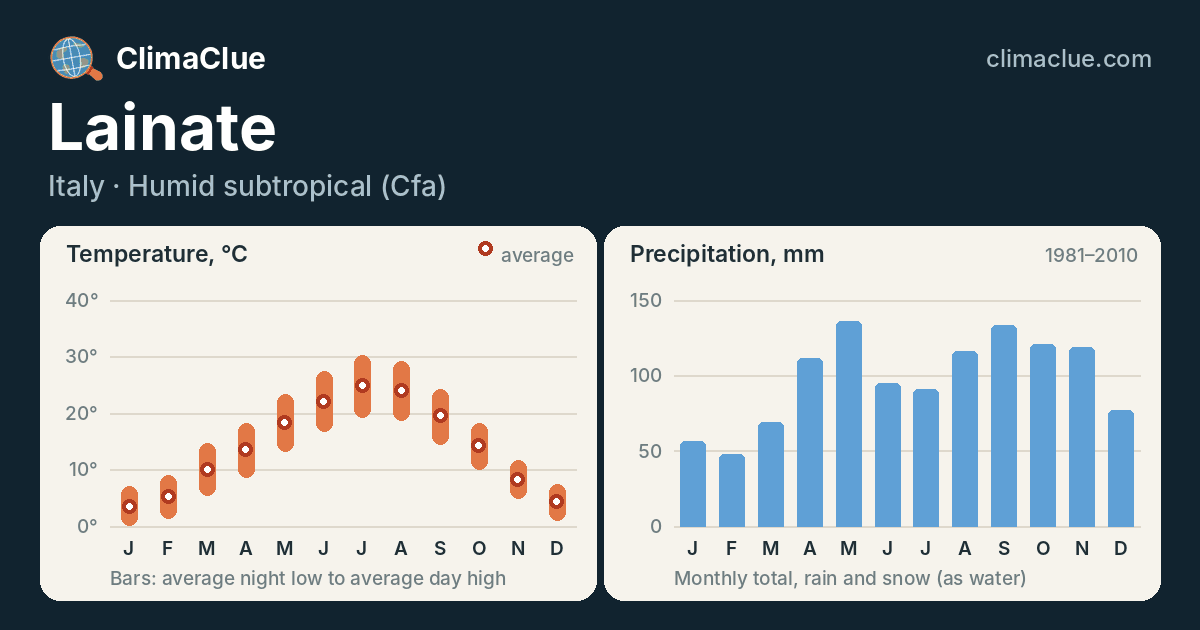 ClimaClue
climaclue.com
Lainate
Italy · Humid subtropical (Cfa)
Temperature, °C
average
40°
30°
20°
10°
0°
J F M A M J J A S O N D
Bars: average night low to average day high
Precipitation, mm
1981–2010
150
100
50
0
J F M A M J J A S O N D
Monthly total, rain and snow (as water)